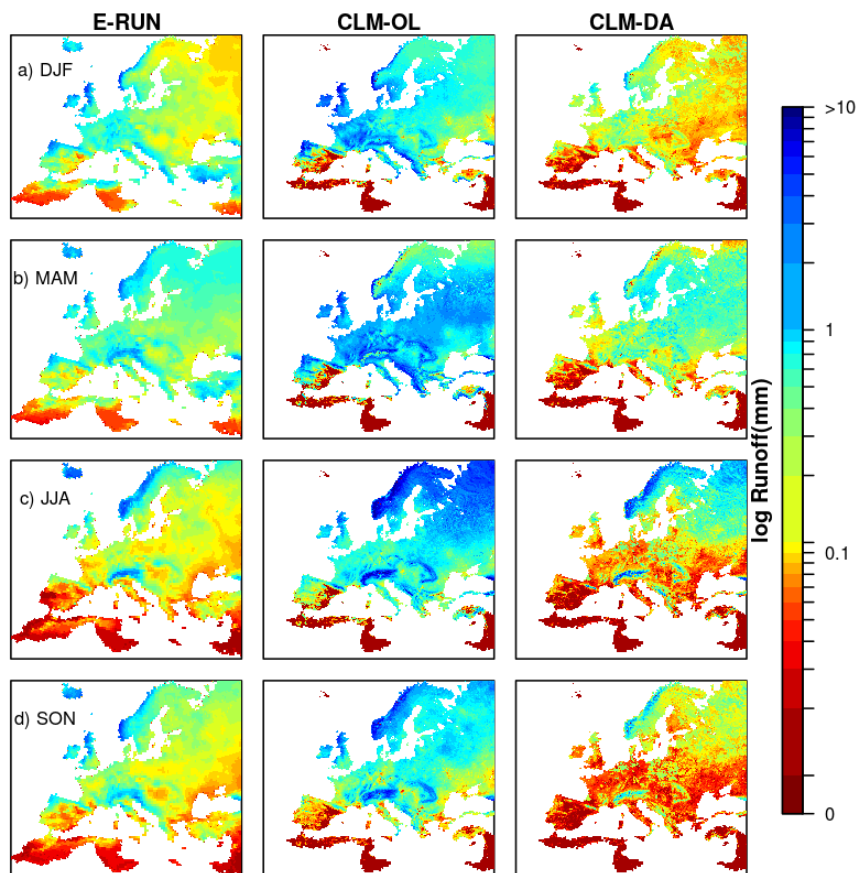 E-RUN CLM-OL CLM-DA
a) DJF
b) MAM
c) JJA
d) SON
>10
1
0.1
0
log Runoff(mm)